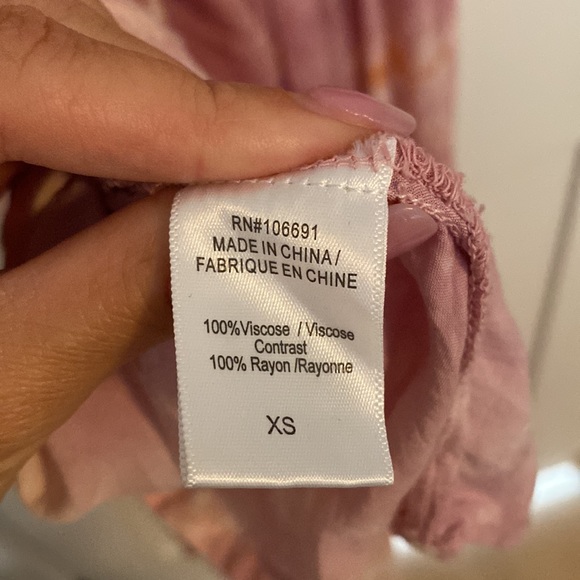 RN#106691
MADE IN CHINA/
FABRIQUE EN CHINE
100%Viscose / Viscose
Contrast
100% Rayon /Rayonne
XS